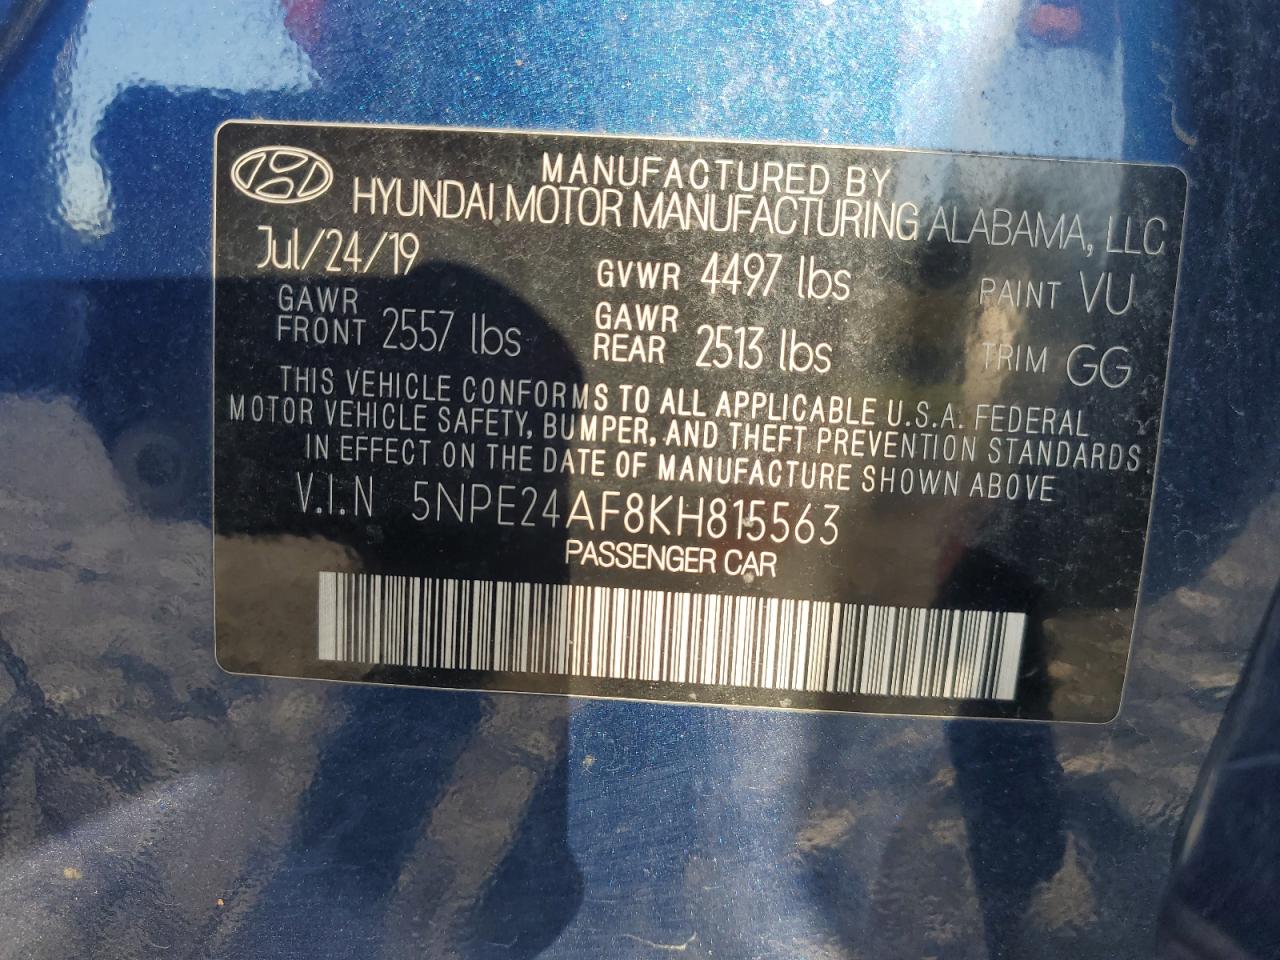 MANUFACTURED BY
HYUNDAI MOTOR MANUFACTURING ALABAMA, LLC
Jul/24/19
GVWR 4497 lbs
PAINT VU
GAWR
FRONT 2557 lbs
GAWR
REAR 2513 lbs
TRIM GG
THIS VEHICLE CONFORMS TO ALL APPLICABLE U.S.A. FEDERAL
MOTOR VEHICLE SAFETY, BUMPER, AND THEFT PREVENTION STANDARDS
IN EFFECT ON THE DATE OF MANUFACTURE SHOWN ABOVE
V.I.N 5NPE24AF8KH815563
PASSENGER CAR